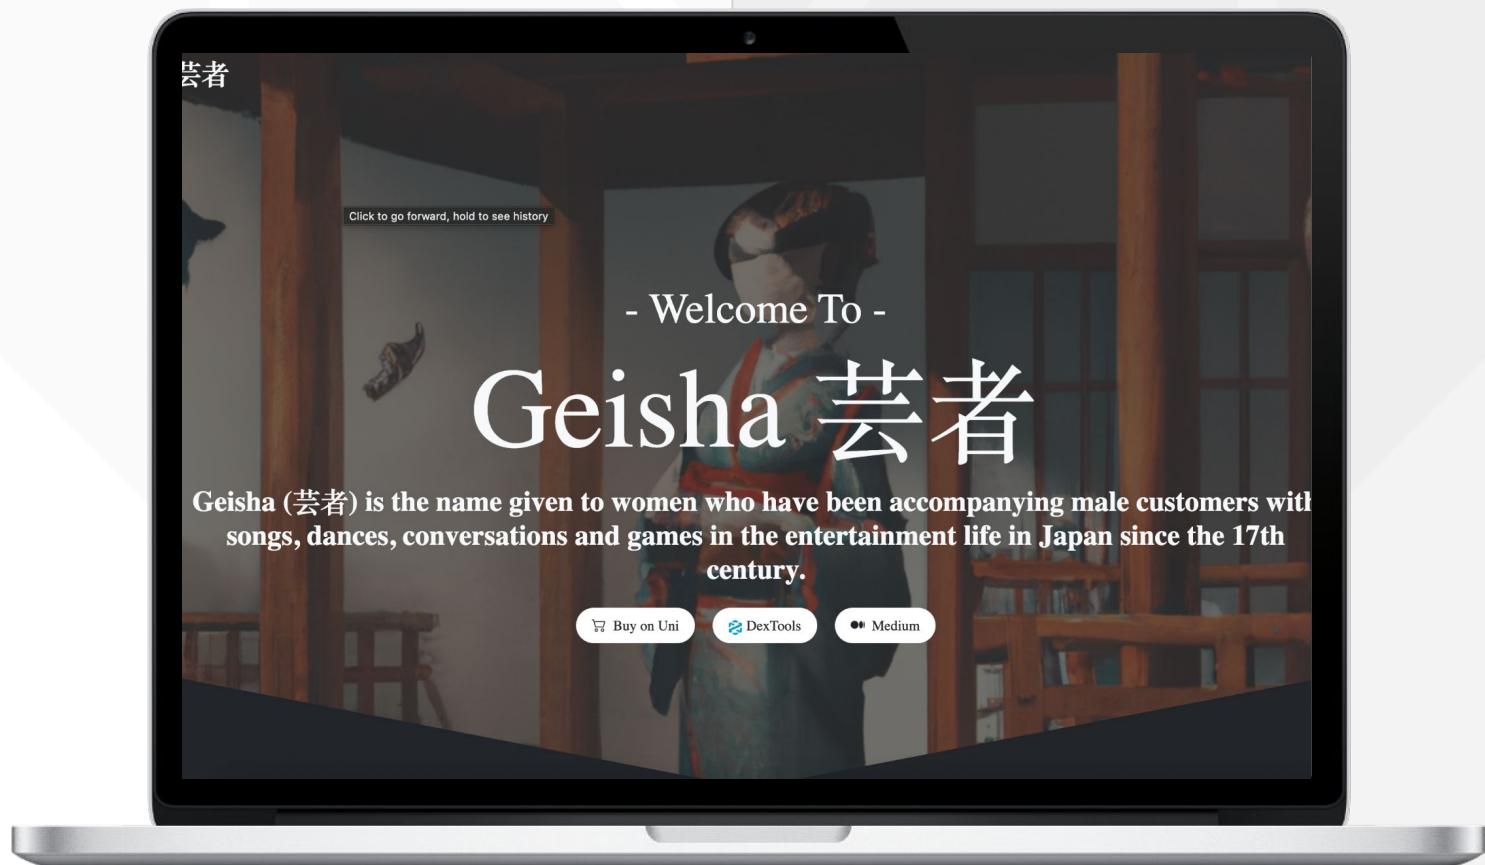 芸者
Click to go forward, hold to see history
- Welcome To -
Geisha 芸者
Geisha (芸者) is the name given to women who have been accompanying male customers with
songs, dances, conversations and games in the entertainment life in Japan since the 17th
century.
Buy on Uni
DexTools
Medium